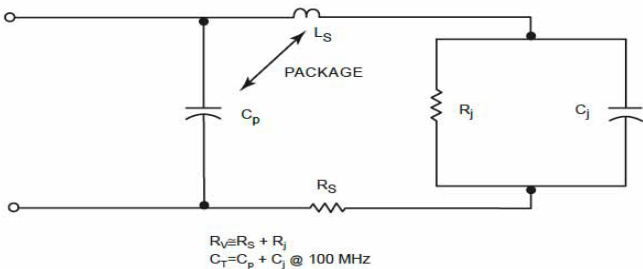 L_S
PACKAGE
C_p
R_j
C_j
R_S
R_V≅R_S + R_j
C_T=C_p + C_j @ 100 MHz